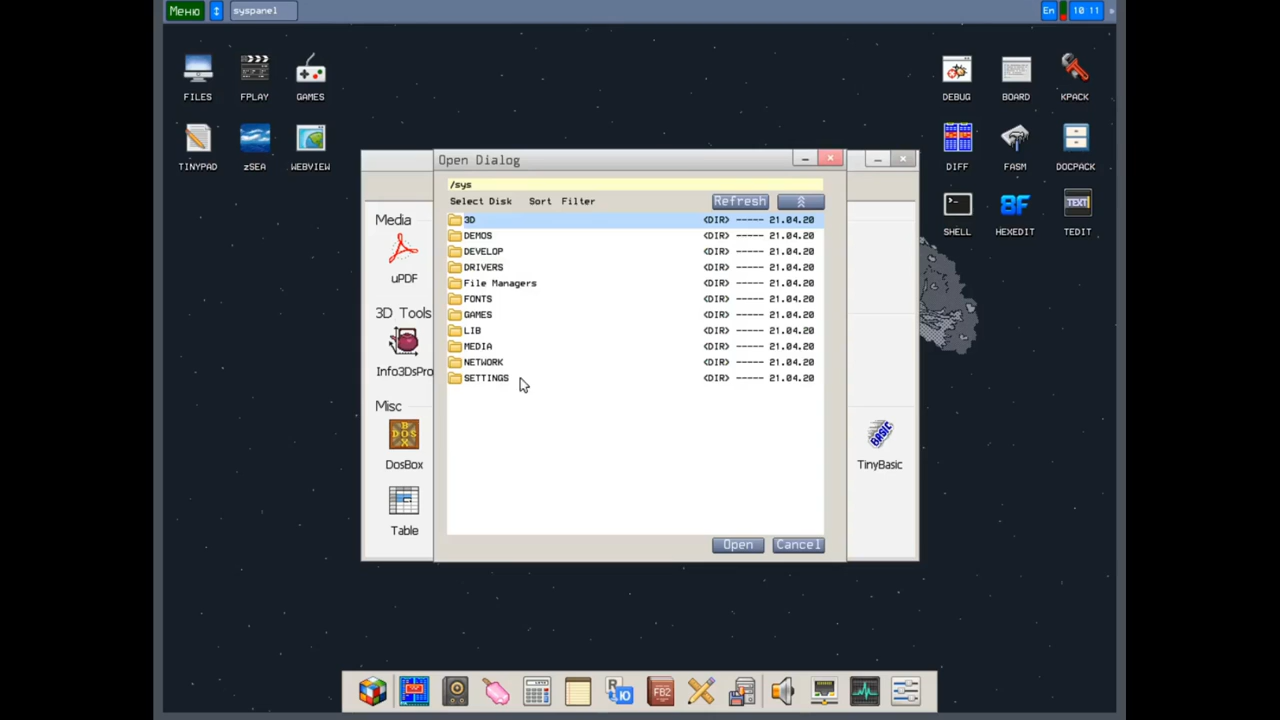 Меню
syspanel
En
10 11
»
FILES
FPLAY
GAMES
DEBUG
BOARD
KPACK
TINYPAD
zSEA
WEBVIEW
DIFF
FASM
DOCPACK
SHELL
HEXEDIT
TEDIT
8F
TEXT
Open Dialog
/sys
Select Disk Sort Filter
Refresh
3D <DIR> ----- 21.04.20
DEMOS <DIR> ----- 21.04.20
DEVELOP <DIR> ----- 21.04.20
DRIVERS <DIR> ----- 21.04.20
File Managers <DIR> ----- 21.04.20
FONTS <DIR> ----- 21.04.20
GAMES <DIR> ----- 21.04.20
LIB <DIR> ----- 21.04.20
MEDIA <DIR> ----- 21.04.20
NETWORK <DIR> ----- 21.04.20
SETTINGS <DIR> ----- 21.04.20
Open
Cancel
Media
uPDF
3D Tools
Info3DsPro
Misc
DOS
DosBox
Table
BASIC
TinyBasic
R
Ю
FB2